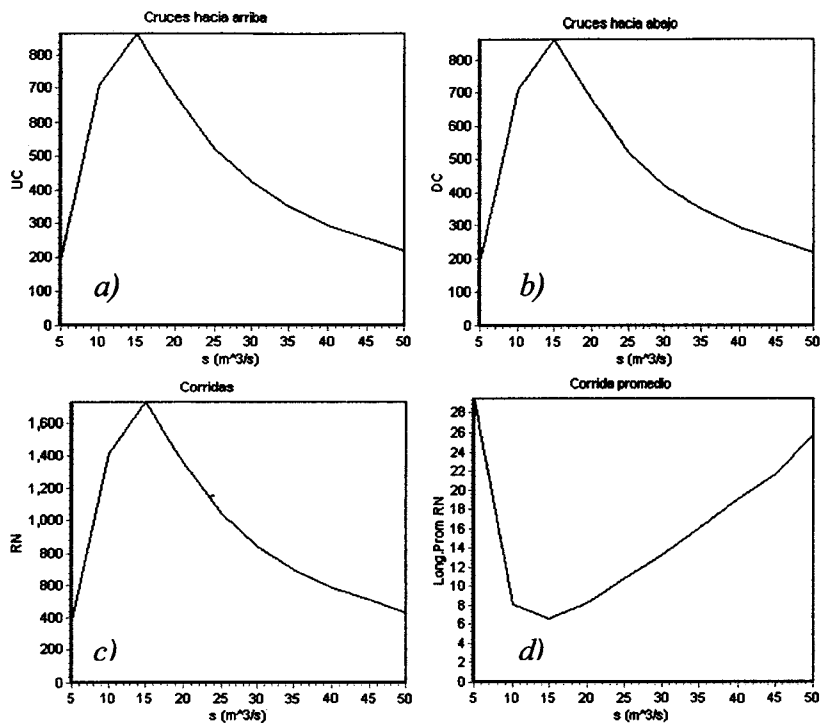 Cruces hacia arriba
800
700
600
500
400
300
200
100
0
UC
a)
5 10 15 20 25 30 35 40 45 50
s (m^3/s)
Cruces hacia abajo
800
700
600
500
400
300
200
100
0
DC
b)
5 10 15 20 25 30 35 40 45 50
s (m^3/s)
Corridas
1,600
1,400
1,200
1,000
800
600
400
200
0
RN
c)
5 10 15 20 25 30 35 40 45 50
s (m^3/s)
Corrida promedio
28
26
24
22
20
18
16
14
12
10
8
6
4
2
0
Long.Prom RN
d)
5 10 15 20 25 30 35 40 45 50
s (m^3/s)